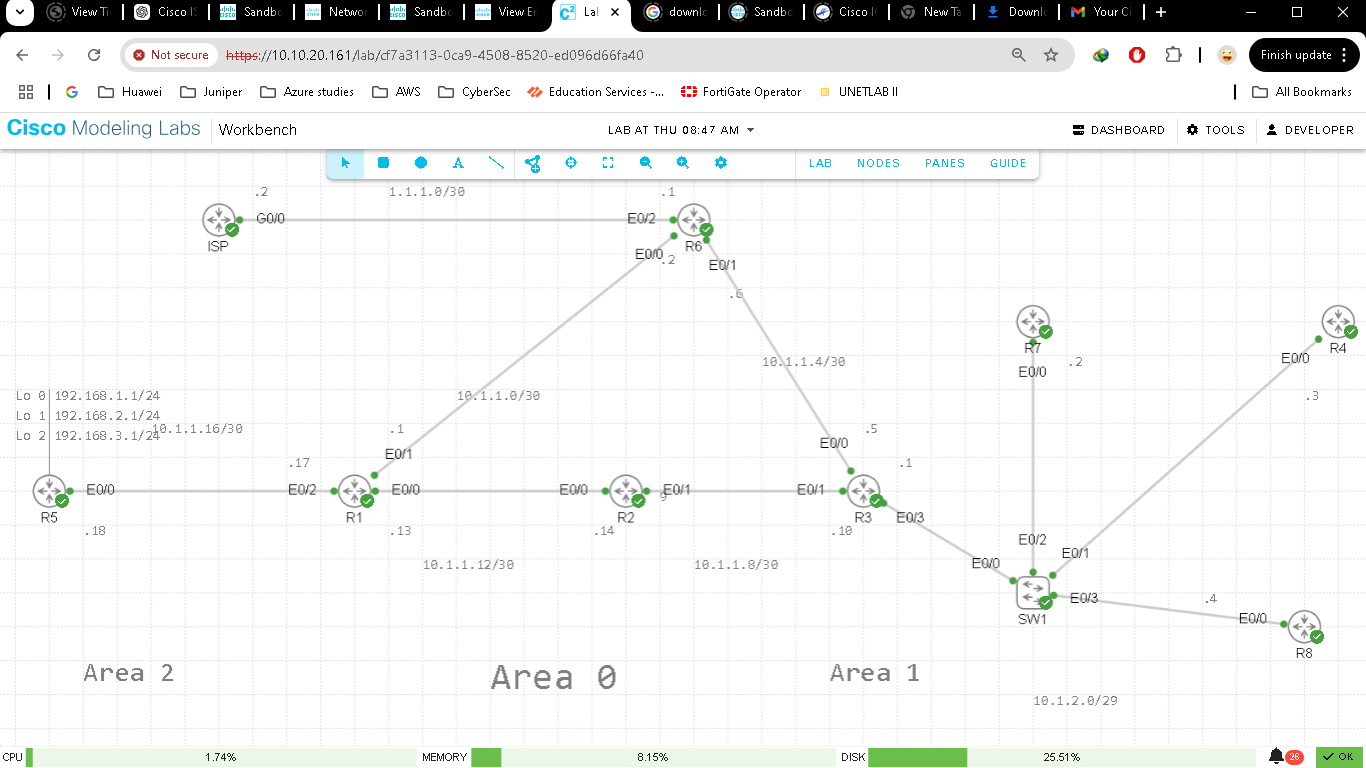 View Ti
Cisco IS
Sandb
Netwo
Sandb
View Er
La
downl
Sandb
Cisco I
New Ta
Downl
Your Ci
Not secure
https://10.10.20.161/lab/cf7a3113-0ca9-4508-8520-ed096d66fa40
Finish update
Huawei
Juniper
Azure studies
AWS
CyberSec
Education Services -...
FortiGate Operator
UNETLAB II
All Bookmarks
Cisco Modeling Labs
Workbench
LAB AT THU 08:47 AM
DASHBOARD
TOOLS
DEVELOPER
LAB
NODES
PANES
GUIDE
.2
1.1.1.0/30
.1
G0/0
E0/2
ISP
R6
E0/0
.2
E0/1
.6
R7
R4
10.1.1.4/30
.2
E0/0
E0/0
Lo 0 192.168.1.1/24
10.1.1.0/30
.3
Lo 1 192.168.2.1/24
10.1.1.16/30
.1
.5
Lo 2 192.168.3.1/24
E0/0
E0/1
.17
.1
E0/0
E0/2
E0/0
E0/0
9
E0/1
E0/1
R5
R1
R2
R3
E0/3
.18
.13
.14
.10
E0/2
E0/1
10.1.1.12/30
10.1.1.8/30
E0/0
E0/3
.4
SW1
E0/0
R8
Area 2
Area 0
Area 1
10.1.2.0/29
CPU
1.74%
MEMORY
8.15%
DISK
25.51%
26
OK